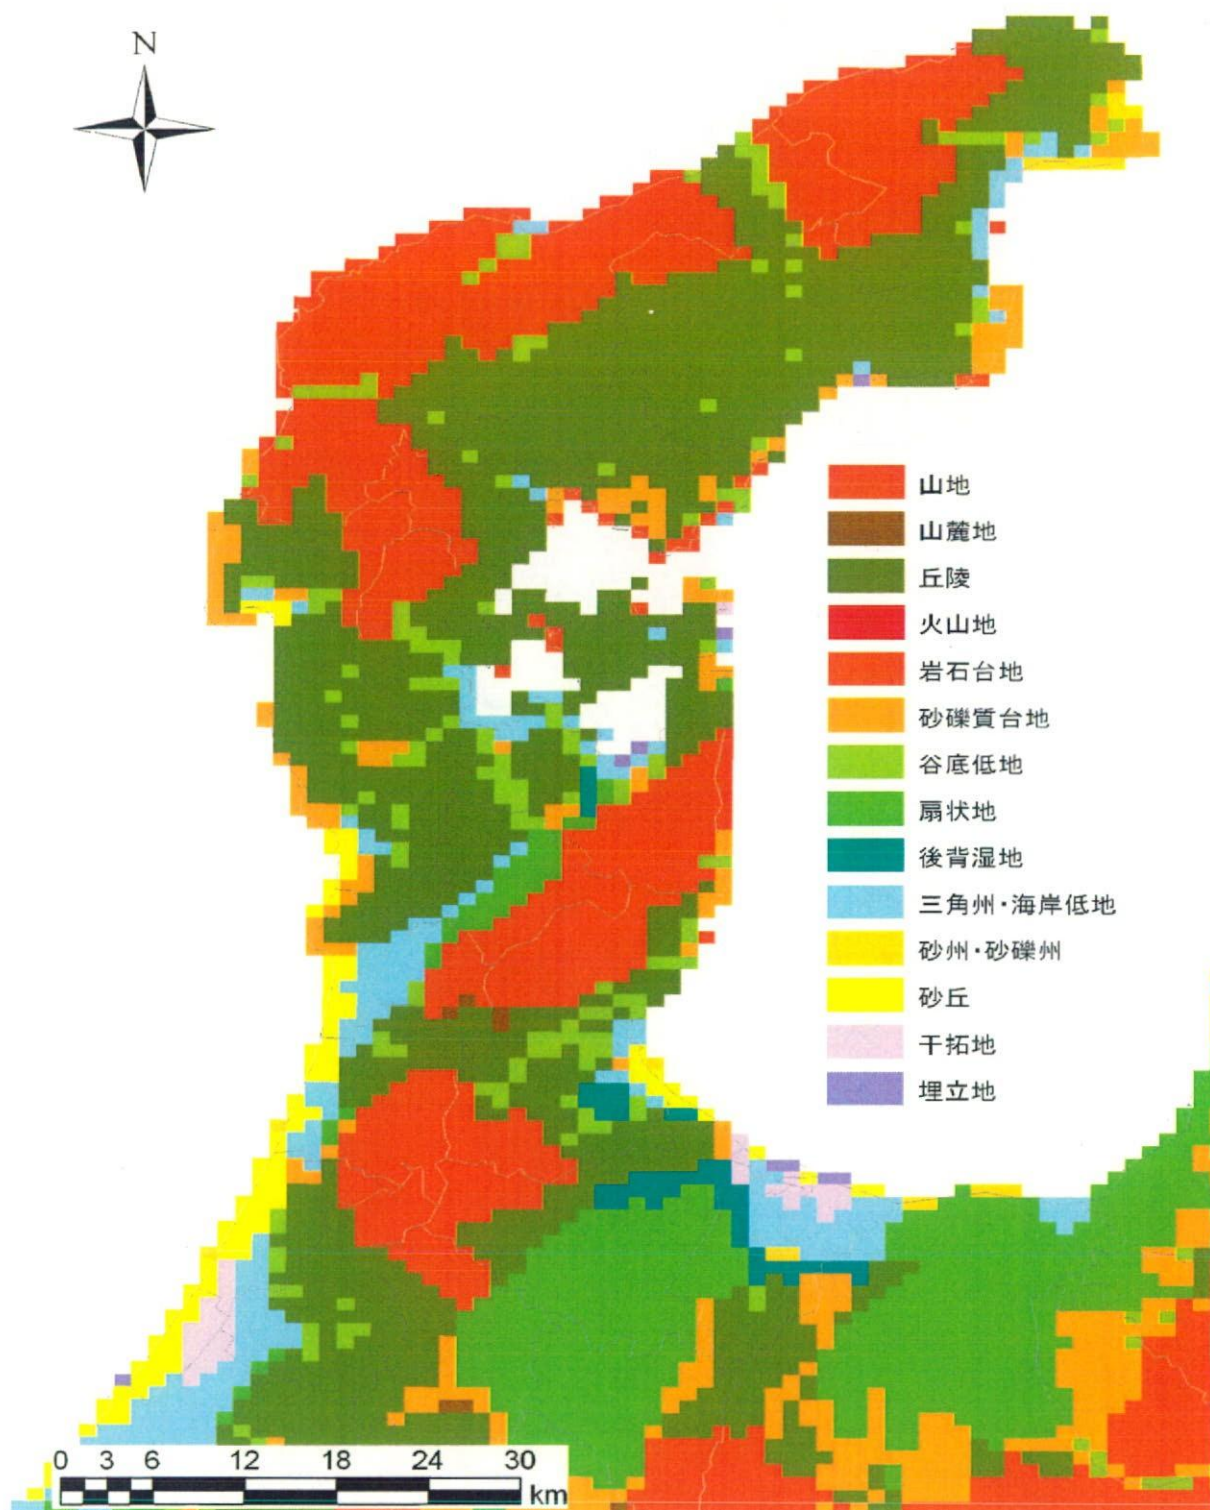 N
山地
山麓地
丘陵
火山地
岩石台地
砂礫質台地
谷底低地
扇状地
後背湿地
三角州・海岸低地
砂州・砂礫州
砂丘
干拓地
埋立地
0 3 6 12 18 24 30
km